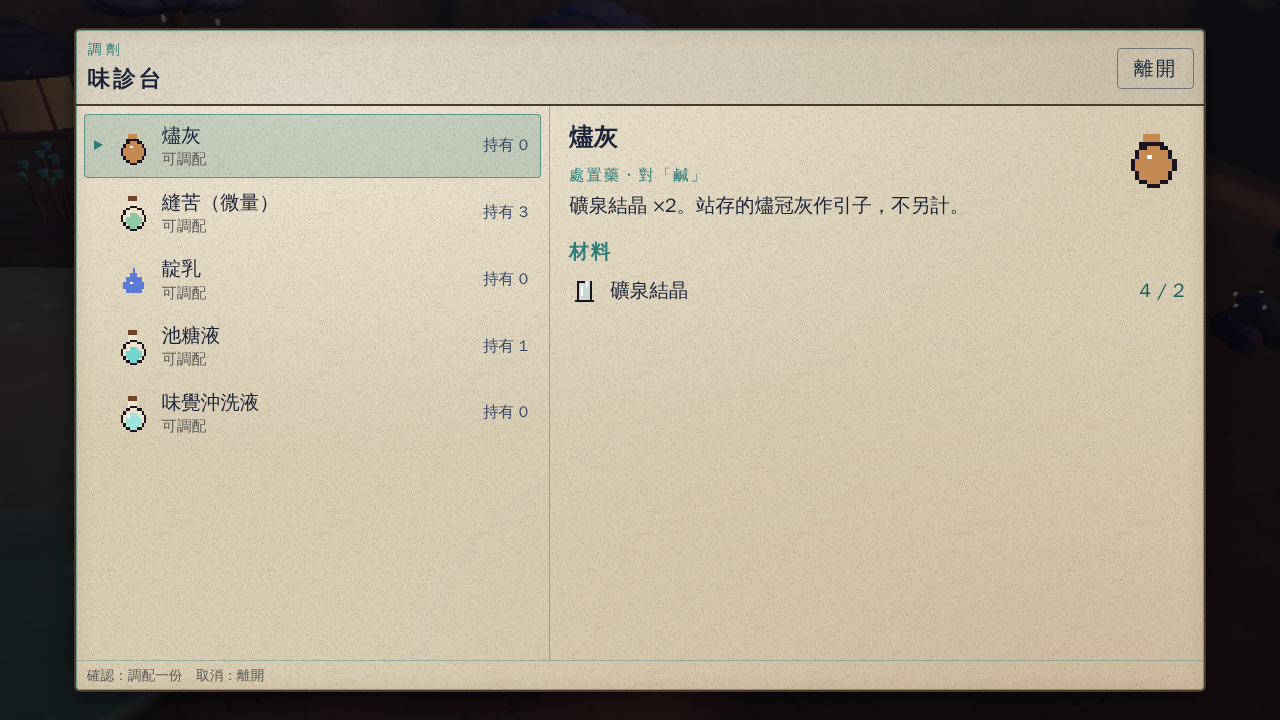 調劑
味診台
離開
燼灰
可調配
持有 0
縫苦（微量）
可調配
持有 3
靛乳
可調配
持有 0
池糖液
可調配
持有 1
味覺沖洗液
可調配
持有 0
燼灰
處置藥・對「鹹」
礦泉結晶 ×2。站存的燼冠灰作引子，不另計。
材料
礦泉結晶
4 / 2
確認：調配一份　取消：離開